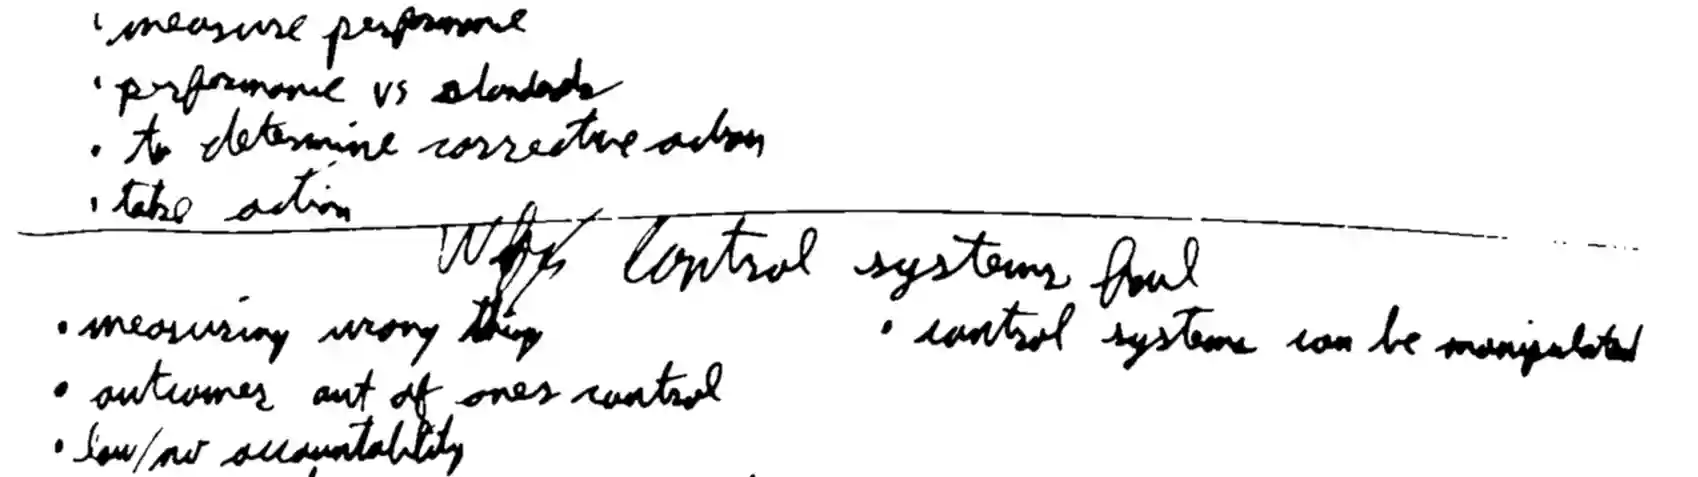 • measure performance
• performance vs standards
• to determine corrective action
• take action
Why Control systems fail
• measuring wrong thing
• control systems can be manipulated
• outcomes out of ones control
• low/no accountability